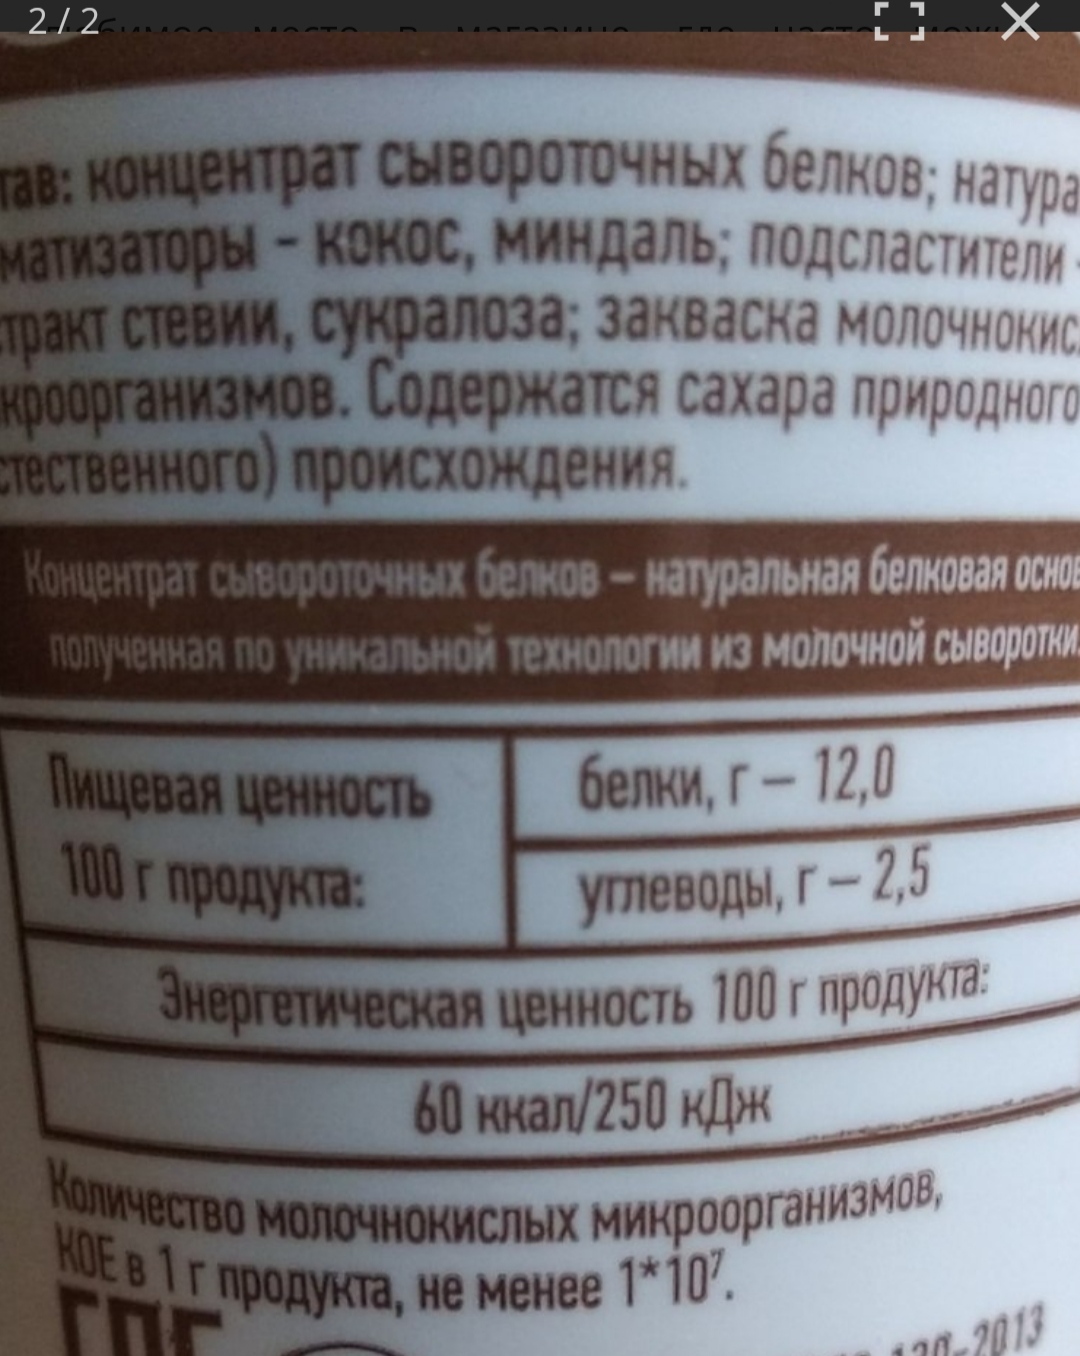 2 / 2
тав: концентрат сывороточных белков; натура
матизаторы – кокос, миндаль; подсластители -
тракт стевии, сукралоза; закваска молочнокис
кроорганизмов. Содержатся сахара природного
стественного) происхождения.
Концентрат сывороточных белков – натуральная белковая основ
полученная по уникальной технологии из молочной сыворотки.
Пищевая ценность
100 г продукта:
белки, г – 12,0
углеводы, г – 2,5
Энергетическая ценность 100 г продукта:
60 ккал/250 кДж
Количество молочнокислых микроорганизмов,
КОЕ в 1 г продукта, не менее 1*10⁷.
-2013